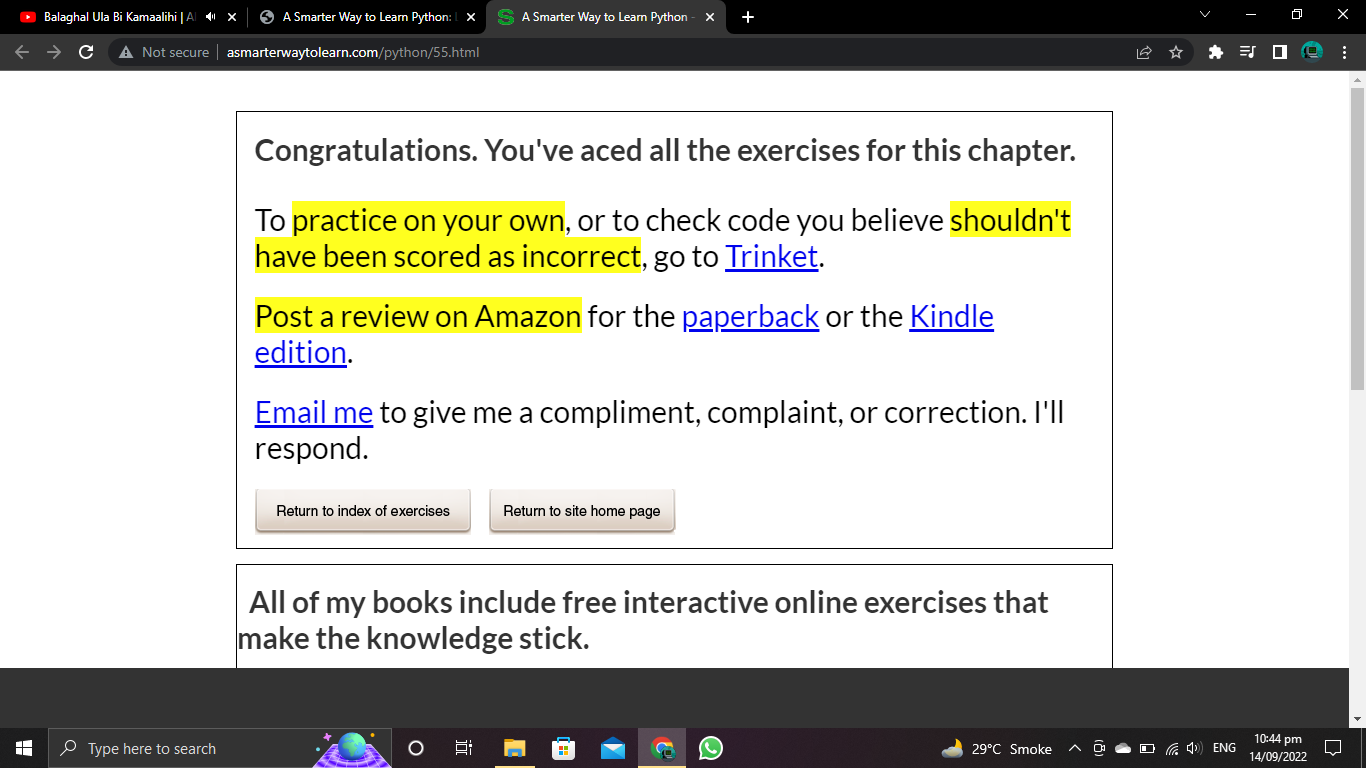 Balaghal Ula Bi Kamaalihi |
A Smarter Way to Learn Python:
A Smarter Way to Learn Python -
Not secure
asmarterwaytolearn.com/python/55.html
Congratulations. You've aced all the exercises for this chapter.
To practice on your own, or to check code you believe shouldn't
have been scored as incorrect, go to Trinket.
Post a review on Amazon for the paperback or the Kindle
edition.
Email me to give me a compliment, complaint, or correction. I'll
respond.
Return to index of exercises
Return to site home page
All of my books include free interactive online exercises that
make the knowledge stick.
Type here to search
29°C Smoke
ENG
10:44 pm
14/09/2022